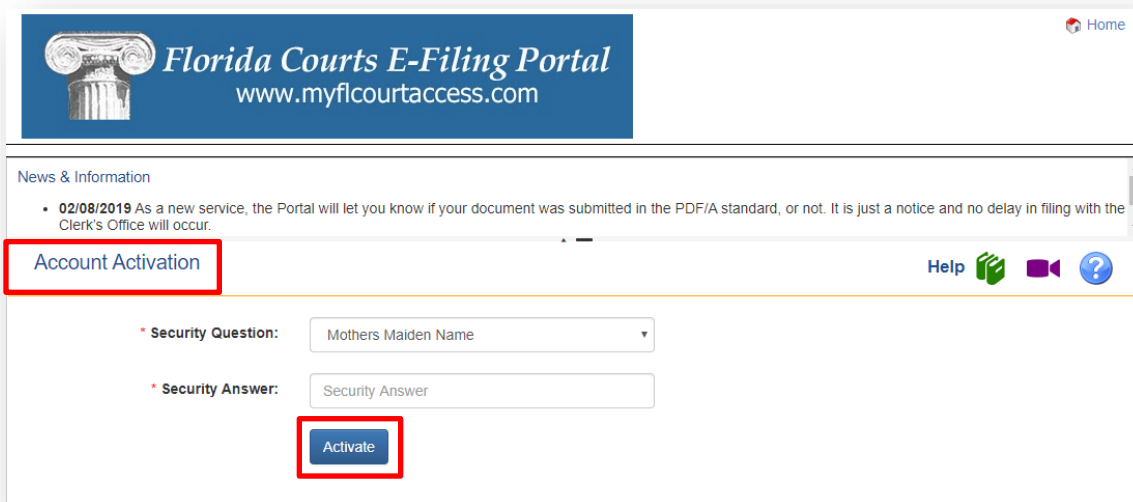 Home
Florida Courts E-Filing Portal
www.myflcourtaccess.com
News & Information
• 02/08/2019 As a new service, the Portal will let you know if your document was submitted in the PDF/A standard, or not. It is just a notice and no delay in filing with the
Clerk's Office will occur.
Account Activation
Help
* Security Question:
Mothers Maiden Name
* Security Answer:
Security Answer
Activate